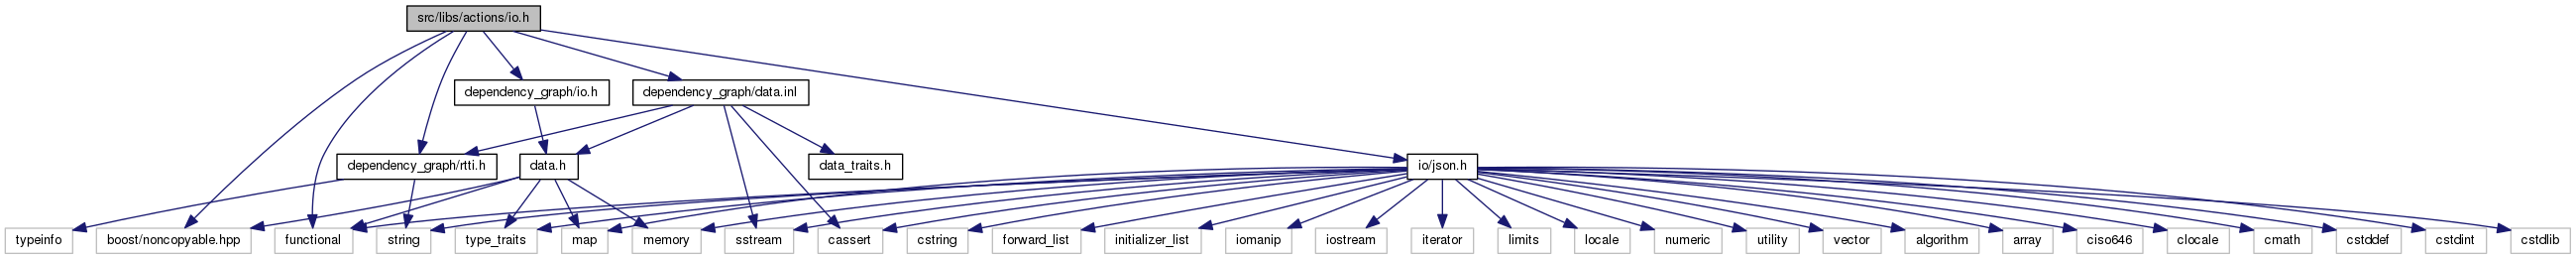 src/libs/actions/io.h
dependency_graph/io.h
dependency_graph/data.inl
dependency_graph/rtti.h
data.h
data_traits.h
io/json.h
typeinfo
boost/noncopyable.hpp
functional
string
type_traits
map
memory
sstream
cassert
cstring
forward_list
initializer_list
iomanip
iostream
iterator
limits
locale
numeric
utility
vector
algorithm
array
ciso646
clocale
cmath
cstddef
cstdint
cstdlib